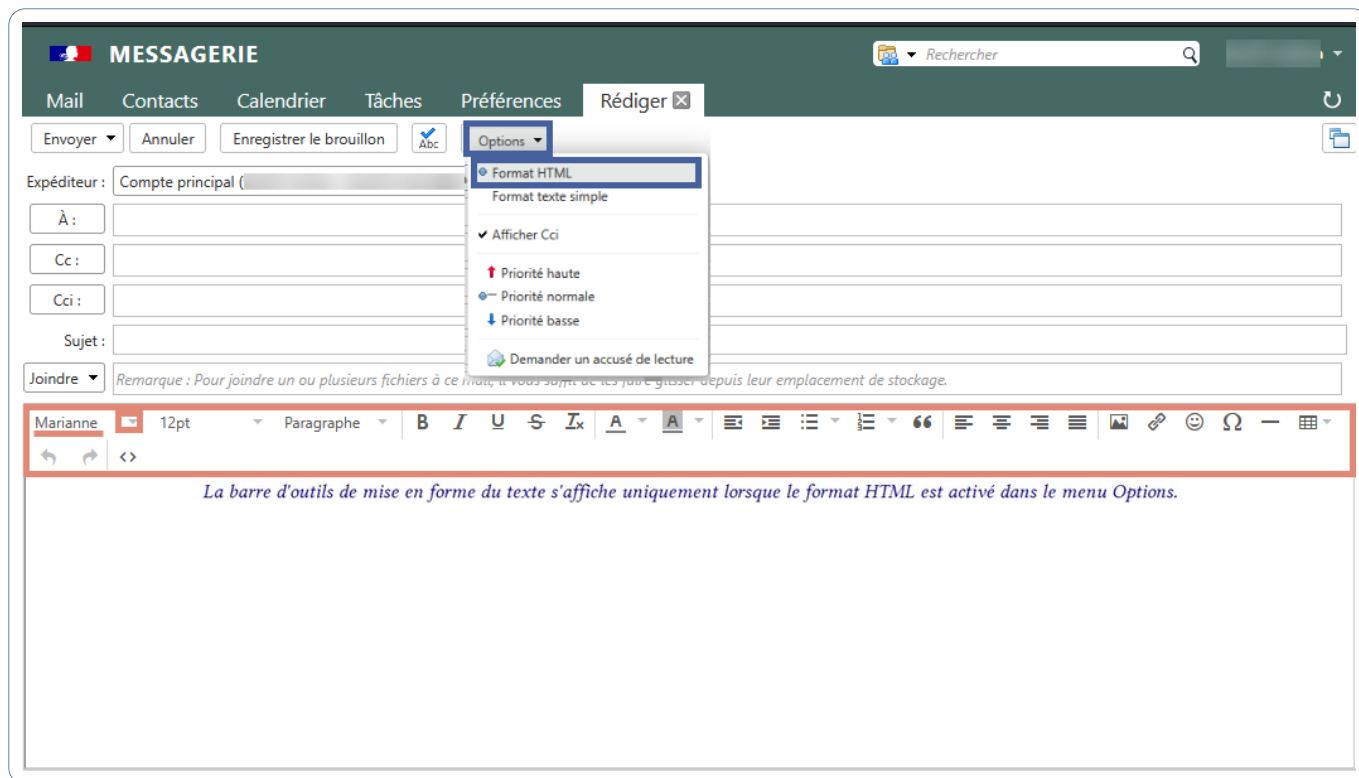 MESSAGERIE
Rechercher
Mail Contacts Calendrier Tâches Préférences Rédiger
Envoyer Annuler Enregistrer le brouillon Abc Options
Expéditeur : Compte principal (
Format HTML
Format texte simple
À :
Afficher Cci
Cc :
Priorité haute
Cci :
Priorité normale
Priorité basse
Sujet :
Demander un accusé de lecture
Joindre Remarque : Pour joindre un ou plusieurs fichiers à ce depuis leur emplacement de stockage.
Marianne 12pt Paragraphe B I U S Ix A A
La barre d'outils de mise en forme du texte s'affiche uniquement lorsque le format HTML est activé dans le menu Options.